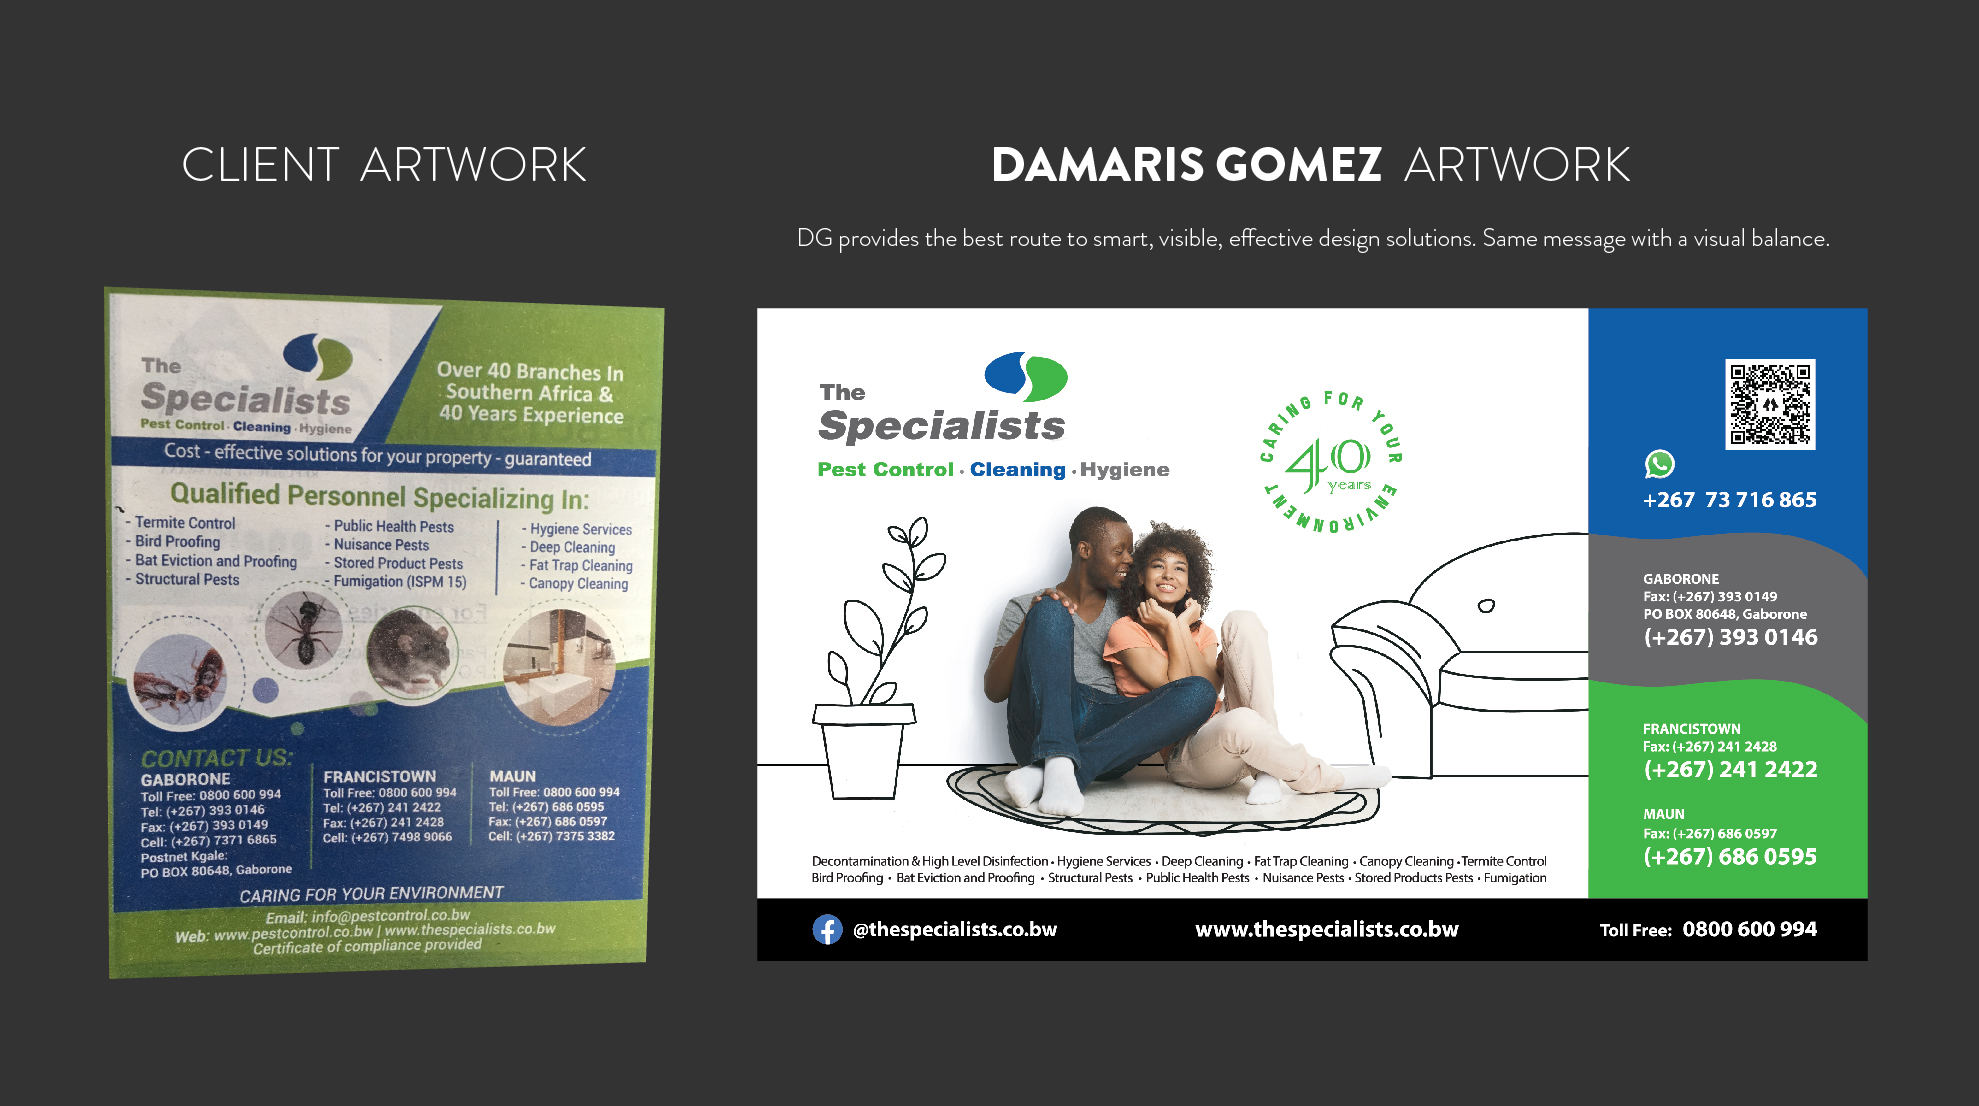 CLIENT ARTWORK
The
Specialists
Pest Control · Cleaning · Hygiene
Over 40 Branches In
Southern Africa &
40 Years Experience
Cost - effective solutions for your property - guaranteed
Qualified Personnel Specializing In:
- Termite Control
- Bird Proofing
- Bat Eviction and Proofing
- Structural Pests
- Public Health Pests
- Nuisance Pests
- Stored Product Pests
- Fumigation (ISPM 15)
- Hygiene Services
- Deep Cleaning
- Fat Trap Cleaning
- Canopy Cleaning
CONTACT US:
GABORONE
Toll Free: 0800 600 994
Tel: (+267) 393 0146
Fax: (+267) 393 0149
Cell: (+267) 7371 6865
Postnet Kgale:
PO BOX 80648, Gaborone
FRANCISTOWN
Toll Free: 0800 600 994
Tel: (+267) 241 2422
Fax: (+267) 241 2428
Cell: (+267) 7498 9066
MAUN
Toll Free: 0800 600 994
Tel: (+267) 686 0595
Fax: (+267) 686 0597
Cell: (+267) 7375 3382
CARING FOR YOUR ENVIRONMENT
Email: info@pestcontrol.co.bw
Web: www.pestcontrol.co.bw | www.thespecialists.co.bw
Certificate of compliance provided
DAMARIS GOMEZ ARTWORK
DG provides the best route to smart, visible, effective design solutions. Same message with a visual balance.
The
Specialists
Pest Control · Cleaning · Hygiene
CARING FOR YOUR ENVIRONMENT
40
years
+267 73 716 865
GABORONE
Fax: (+267) 393 0149
PO BOX 80648, Gaborone
(+267) 393 0146
FRANCISTOWN
Fax: (+267) 241 2428
(+267) 241 2422
MAUN
Fax: (+267) 686 0597
(+267) 686 0595
Decontamination & High Level Disinfection • Hygiene Services • Deep Cleaning • Fat Trap Cleaning • Canopy Cleaning • Termite Control
Bird Proofing • Bat Eviction and Proofing • Structural Pests • Public Health Pests • Nuisance Pests • Stored Products Pests • Fumigation
@thespecialists.co.bw
www.thespecialists.co.bw
Toll Free: 0800 600 994